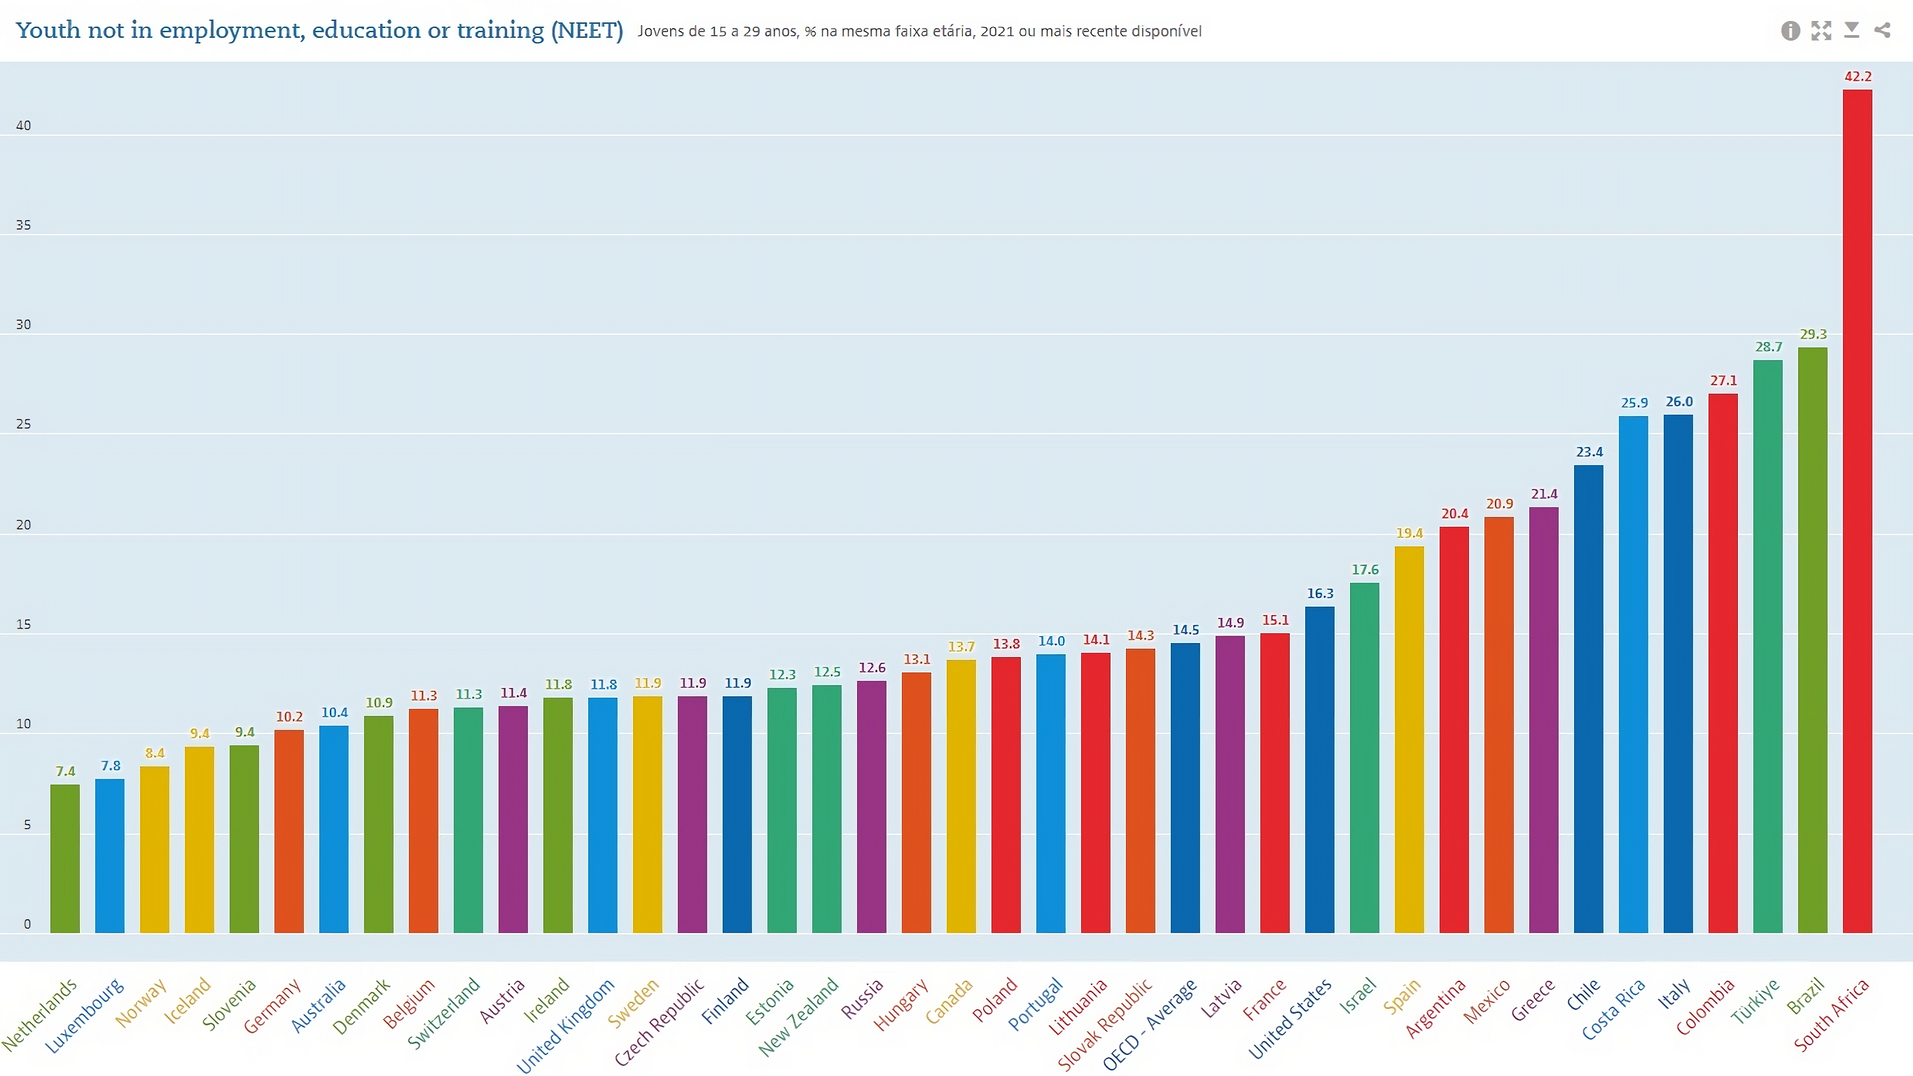 Youth not in employment, education or training (NEET) Jovens de 15 a 29 anos, % na mesma faixa etária, 2021 ou mais recente disponível
40
35
30
25
20
15
10
5
0
7.4
7.8
8.4
9.4
9.4
10.2
10.4
10.9
11.3
11.3
11.4
11.8
11.8
11.9
11.9
11.9
12.3
12.5
12.6
13.1
13.7
13.8
14.0
14.1
14.3
14.5
14.9
15.1
16.3
17.6
19.4
20.4
20.9
21.4
23.4
25.9
26.0
27.1
28.7
29.3
42.2
Netherlands
Luxembourg
Norway
Iceland
Slovenia
Germany
Australia
Denmark
Belgium
Switzerland
Austria
Ireland
United Kingdom
Sweden
Czech Republic
Finland
Estonia
New Zealand
Russia
Hungary
Canada
Poland
Portugal
Lithuania
Slovak Republic
OECD - Average
Latvia
France
United States
Israel
Spain
Argentina
Mexico
Greece
Chile
Costa Rica
Italy
Colombia
Türkiye
Brazil
South Africa